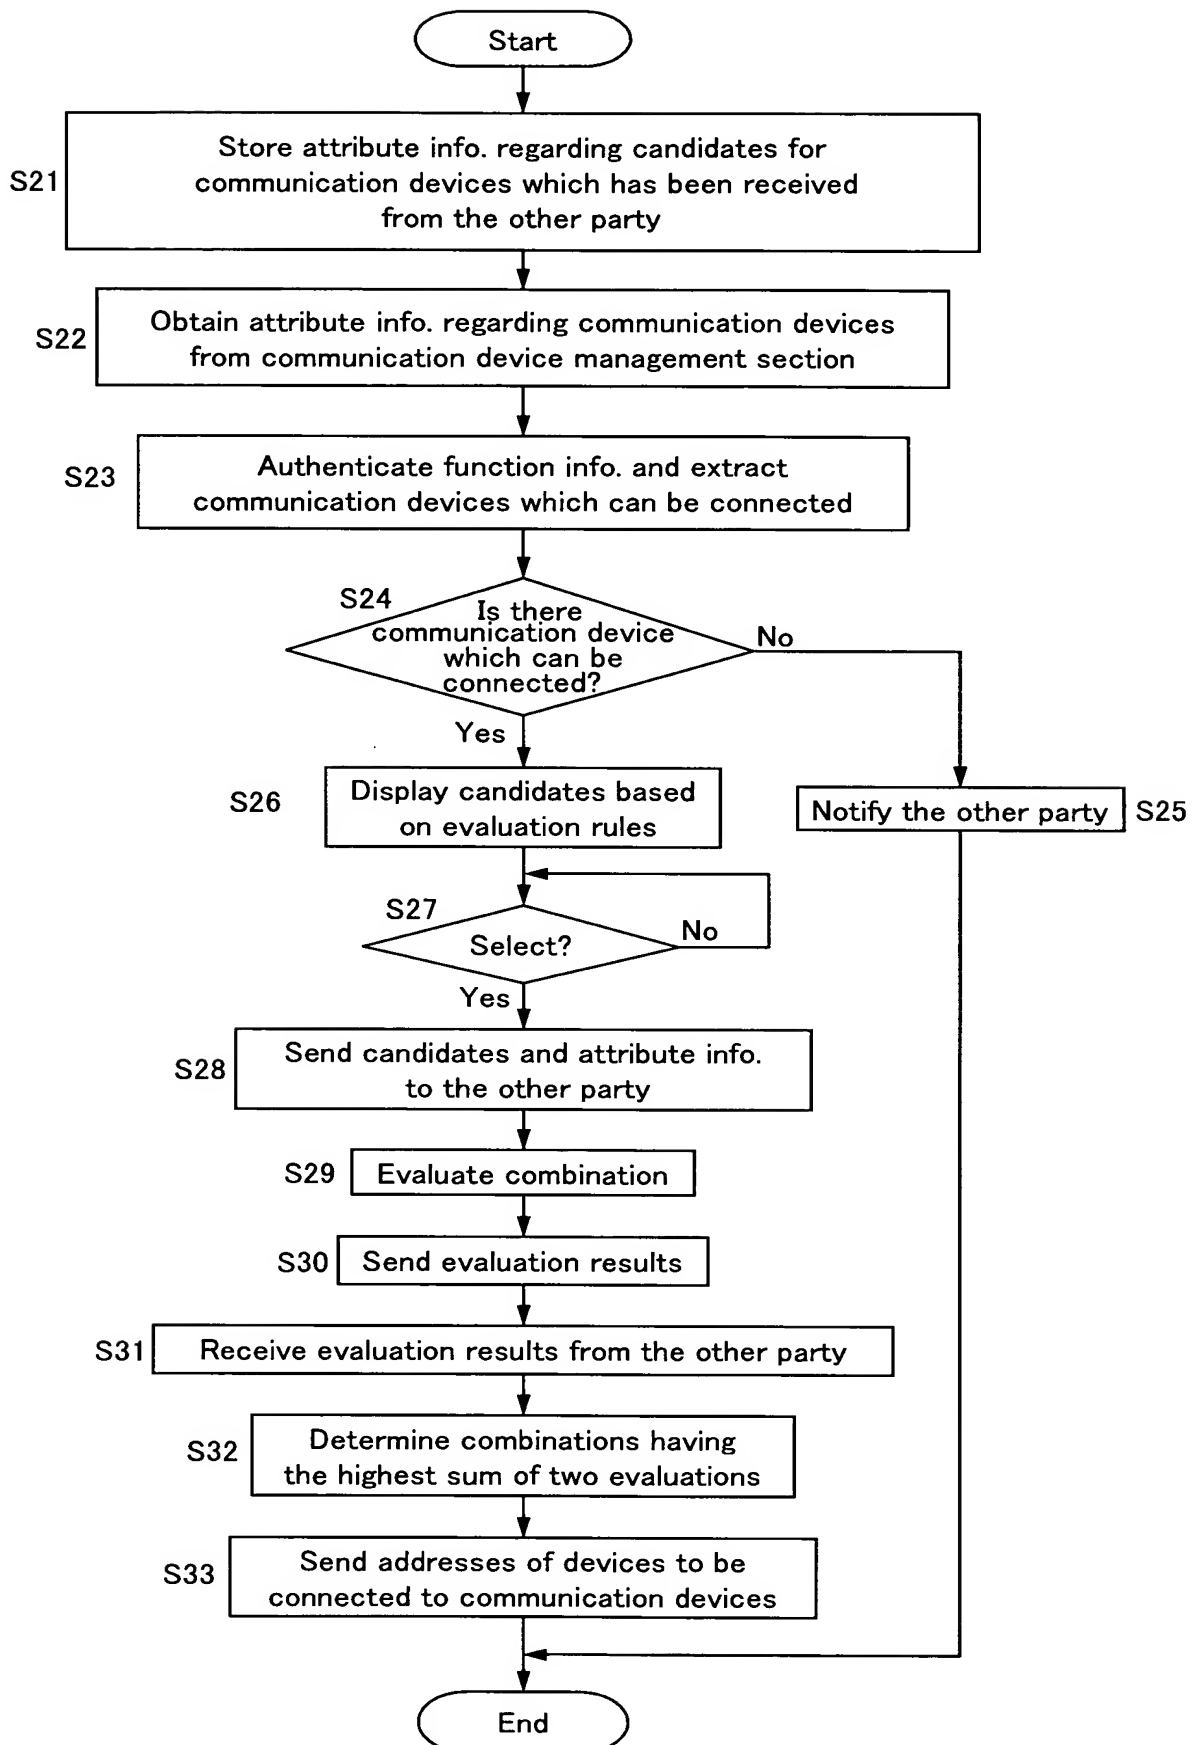 Start
S21
Store attribute info. regarding candidates for
communication devices which has been received
from the other party
S22
Obtain attribute info. regarding communication devices
from communication device management section
S23
Authenticate function info. and extract
communication devices which can be connected
S24
Is there
communication device
which can be
connected?
No
Yes
S26
Display candidates based
on evaluation rules
Notify the other party
S25
S27
Select?
No
Yes
S28
Send candidates and attribute info.
to the other party
S29
Evaluate combination
S30
Send evaluation results
S31
Receive evaluation results from the other party
S32
Determine combinations having
the highest sum of two evaluations
S33
Send addresses of devices to be
connected to communication devices
End